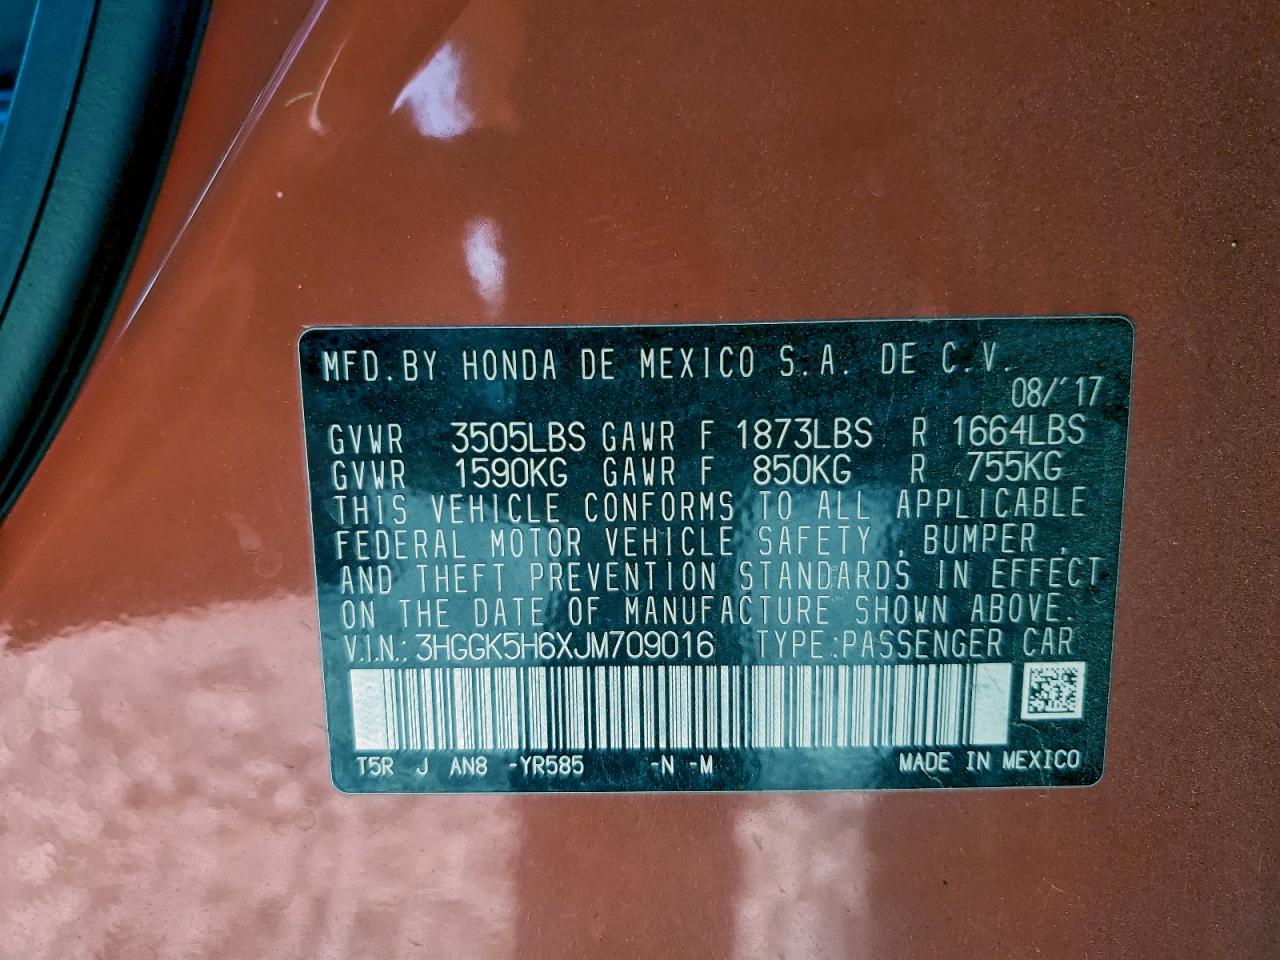 MFD. BY HONDA DE MEXICO S.A. DE C.V.
08/'17
GVWR 3505LBS GAWR F 1873LBS R 1664LBS
GVWR 1590KG GAWR F 850KG R 755KG
THIS VEHICLE CONFORMS TO ALL APPLICABLE
FEDERAL MOTOR VEHICLE SAFETY , BUMPER ,
AND THEFT PREVENTION STANDARDS IN EFFECT
ON THE DATE OF MANUFACTURE SHOWN ABOVE.
V.I.N.: 3HGGK5H6XJM709016 TYPE:PASSENGER CAR
T5R J AN8 -YR585 -N -M MADE IN MEXICO